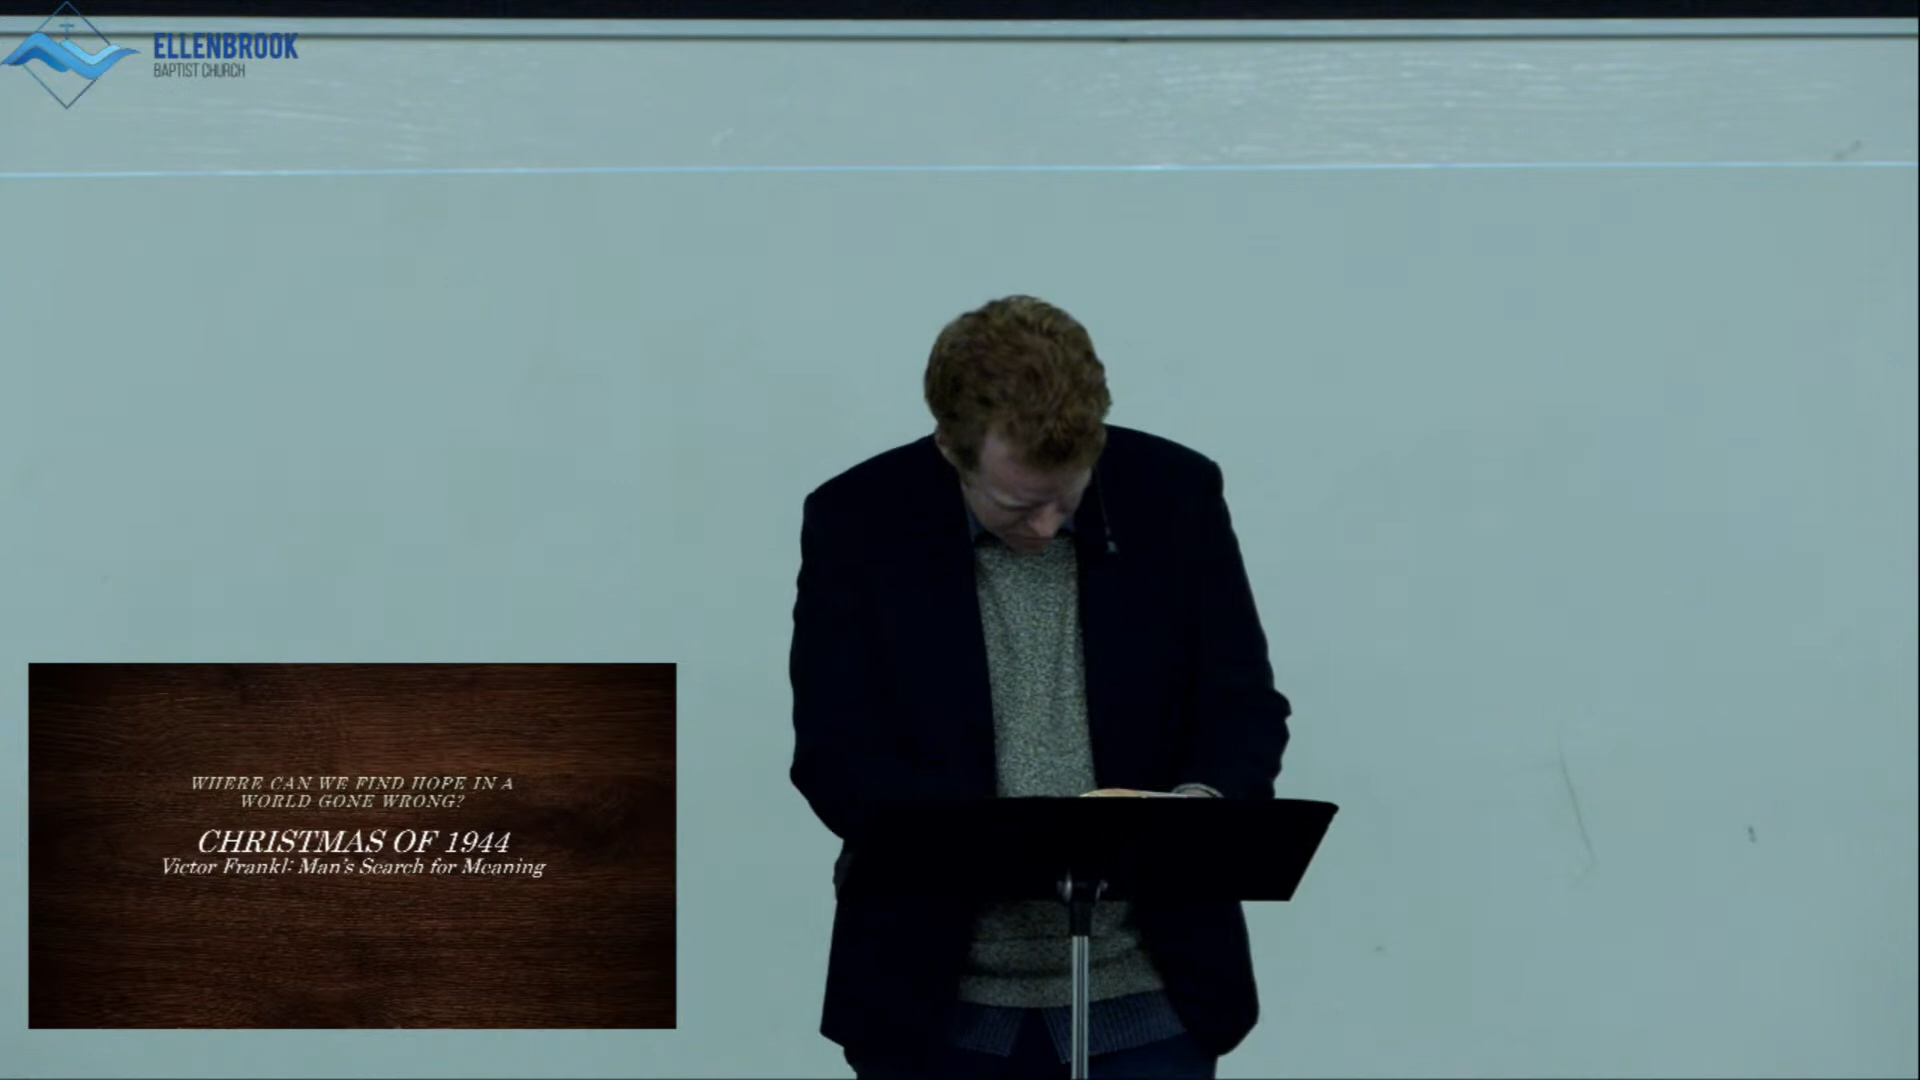 ELLENBROOK
BAPTIST CHURCH
WHERE CAN WE FIND HOPE IN A
WORLD GONE WRONG?
CHRISTMAS OF 1944
Victor Frankl: Man's Search for Meaning